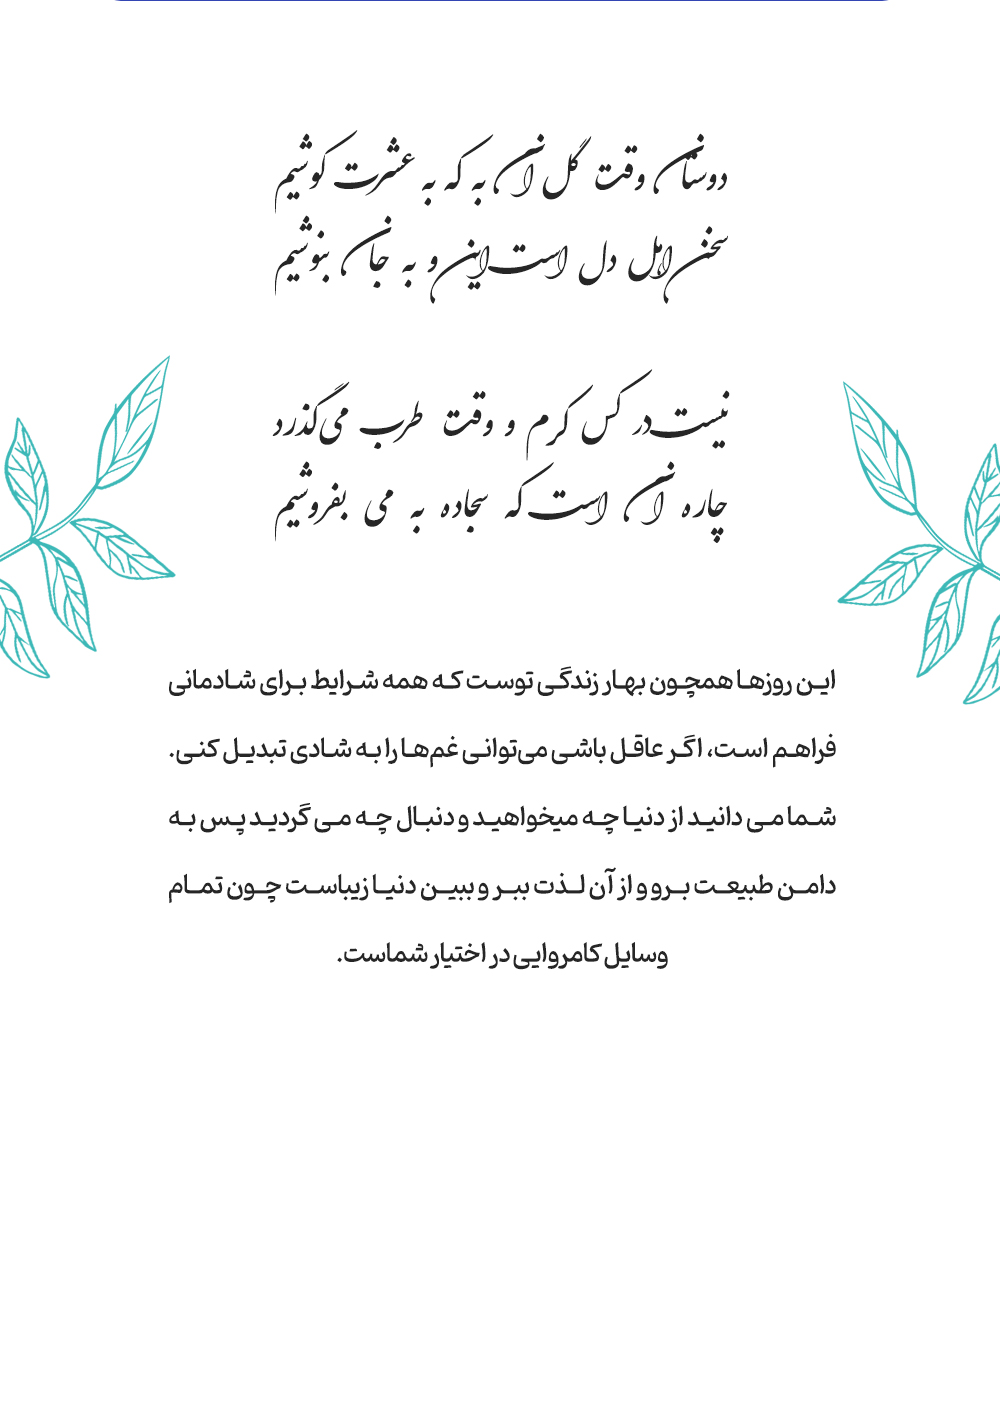 دوستان وقت گل آن به که به عشرت کوشیم
سخن اهل دل است این و به جان بنوشیم
نیست در کس کرم و وقت طرب می‌گذرد
چاره آن است که سجاده به می بفروشیم
این روزها همچون بهار زندگی توست که همه شرایط برای شادمانی
فراهم است، اگر عاقل باشی می‌توانی غم‌ها را به شادی تبدیل کنی.
شما می دانید از دنیا چه میخواهید و دنبال چه می گردید پس به
دامن طبیعت برو و از آن لذت ببر و ببین دنیا زیباست چون تمام
وسایل کامروایی در اختیار شماست.